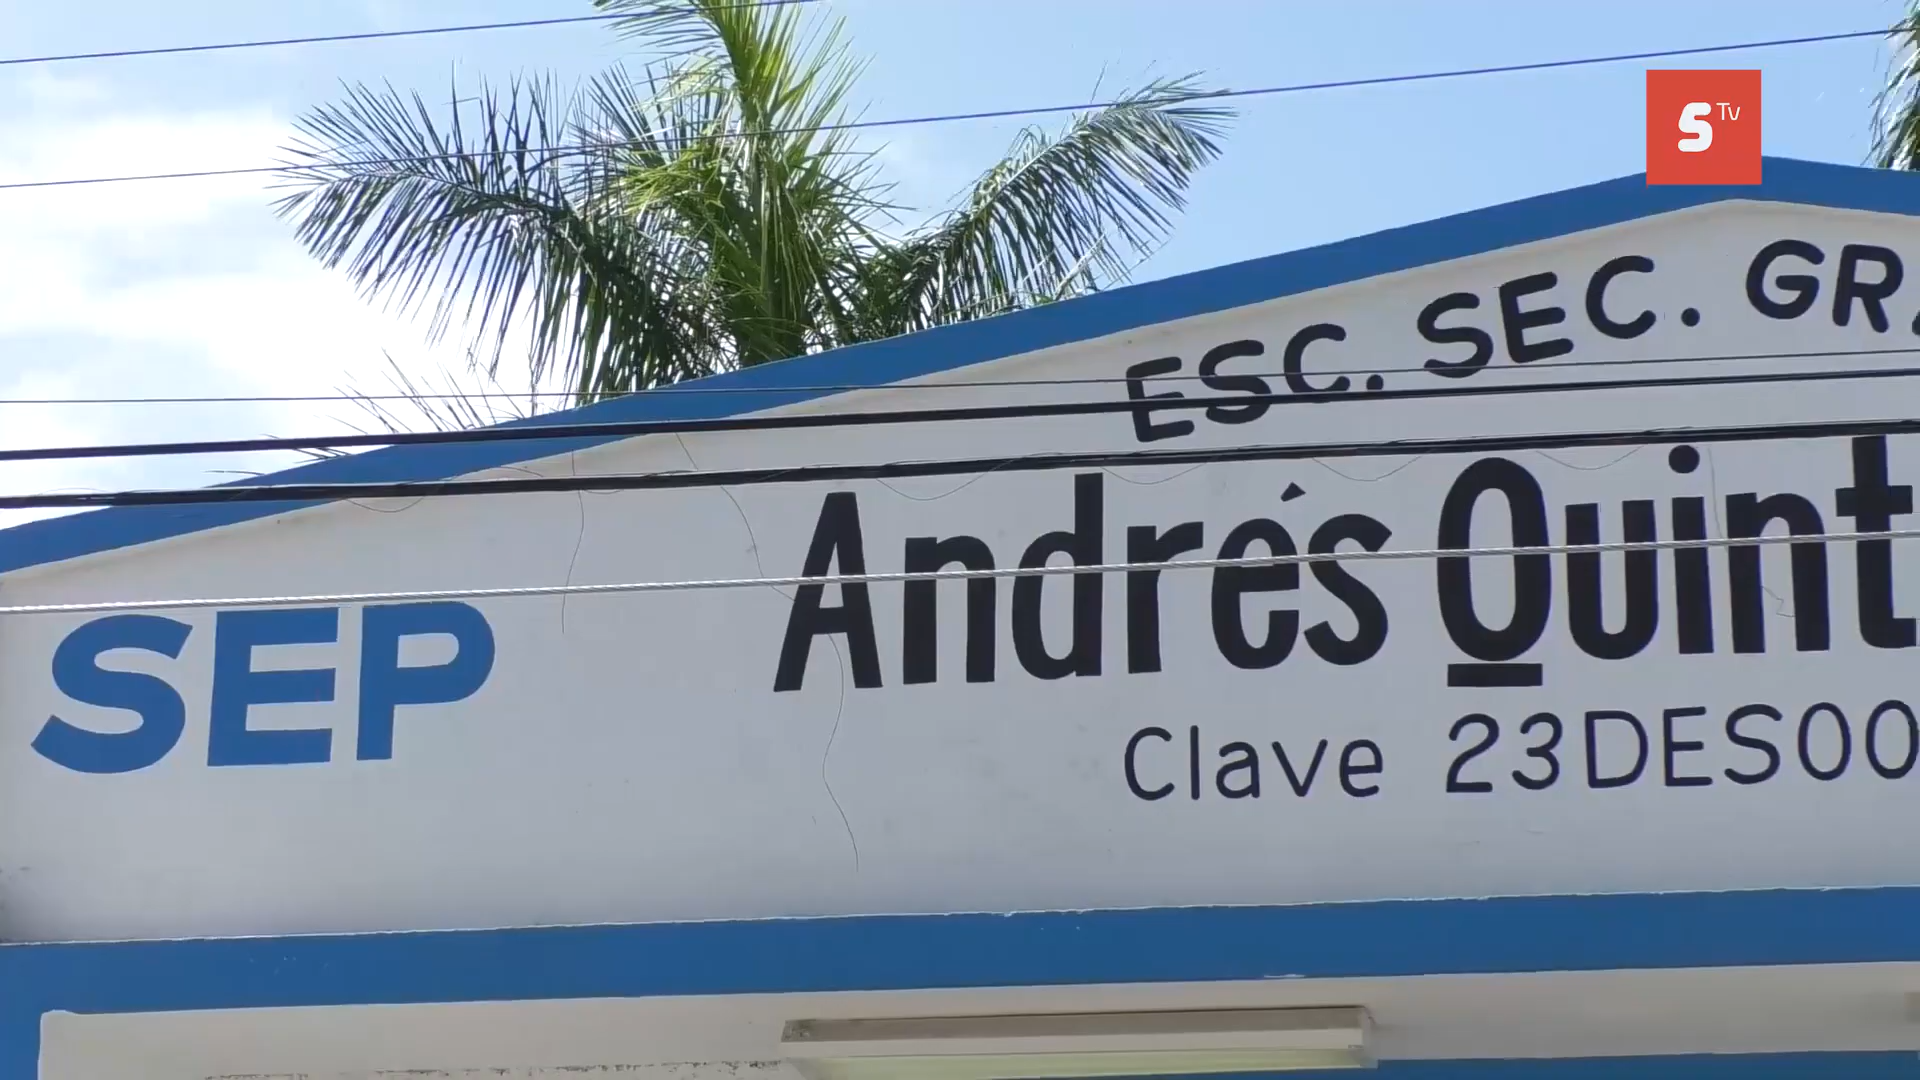 S Tv
ESC. SEC. GR
Andrés Quint
SEP
Clave 23DES00